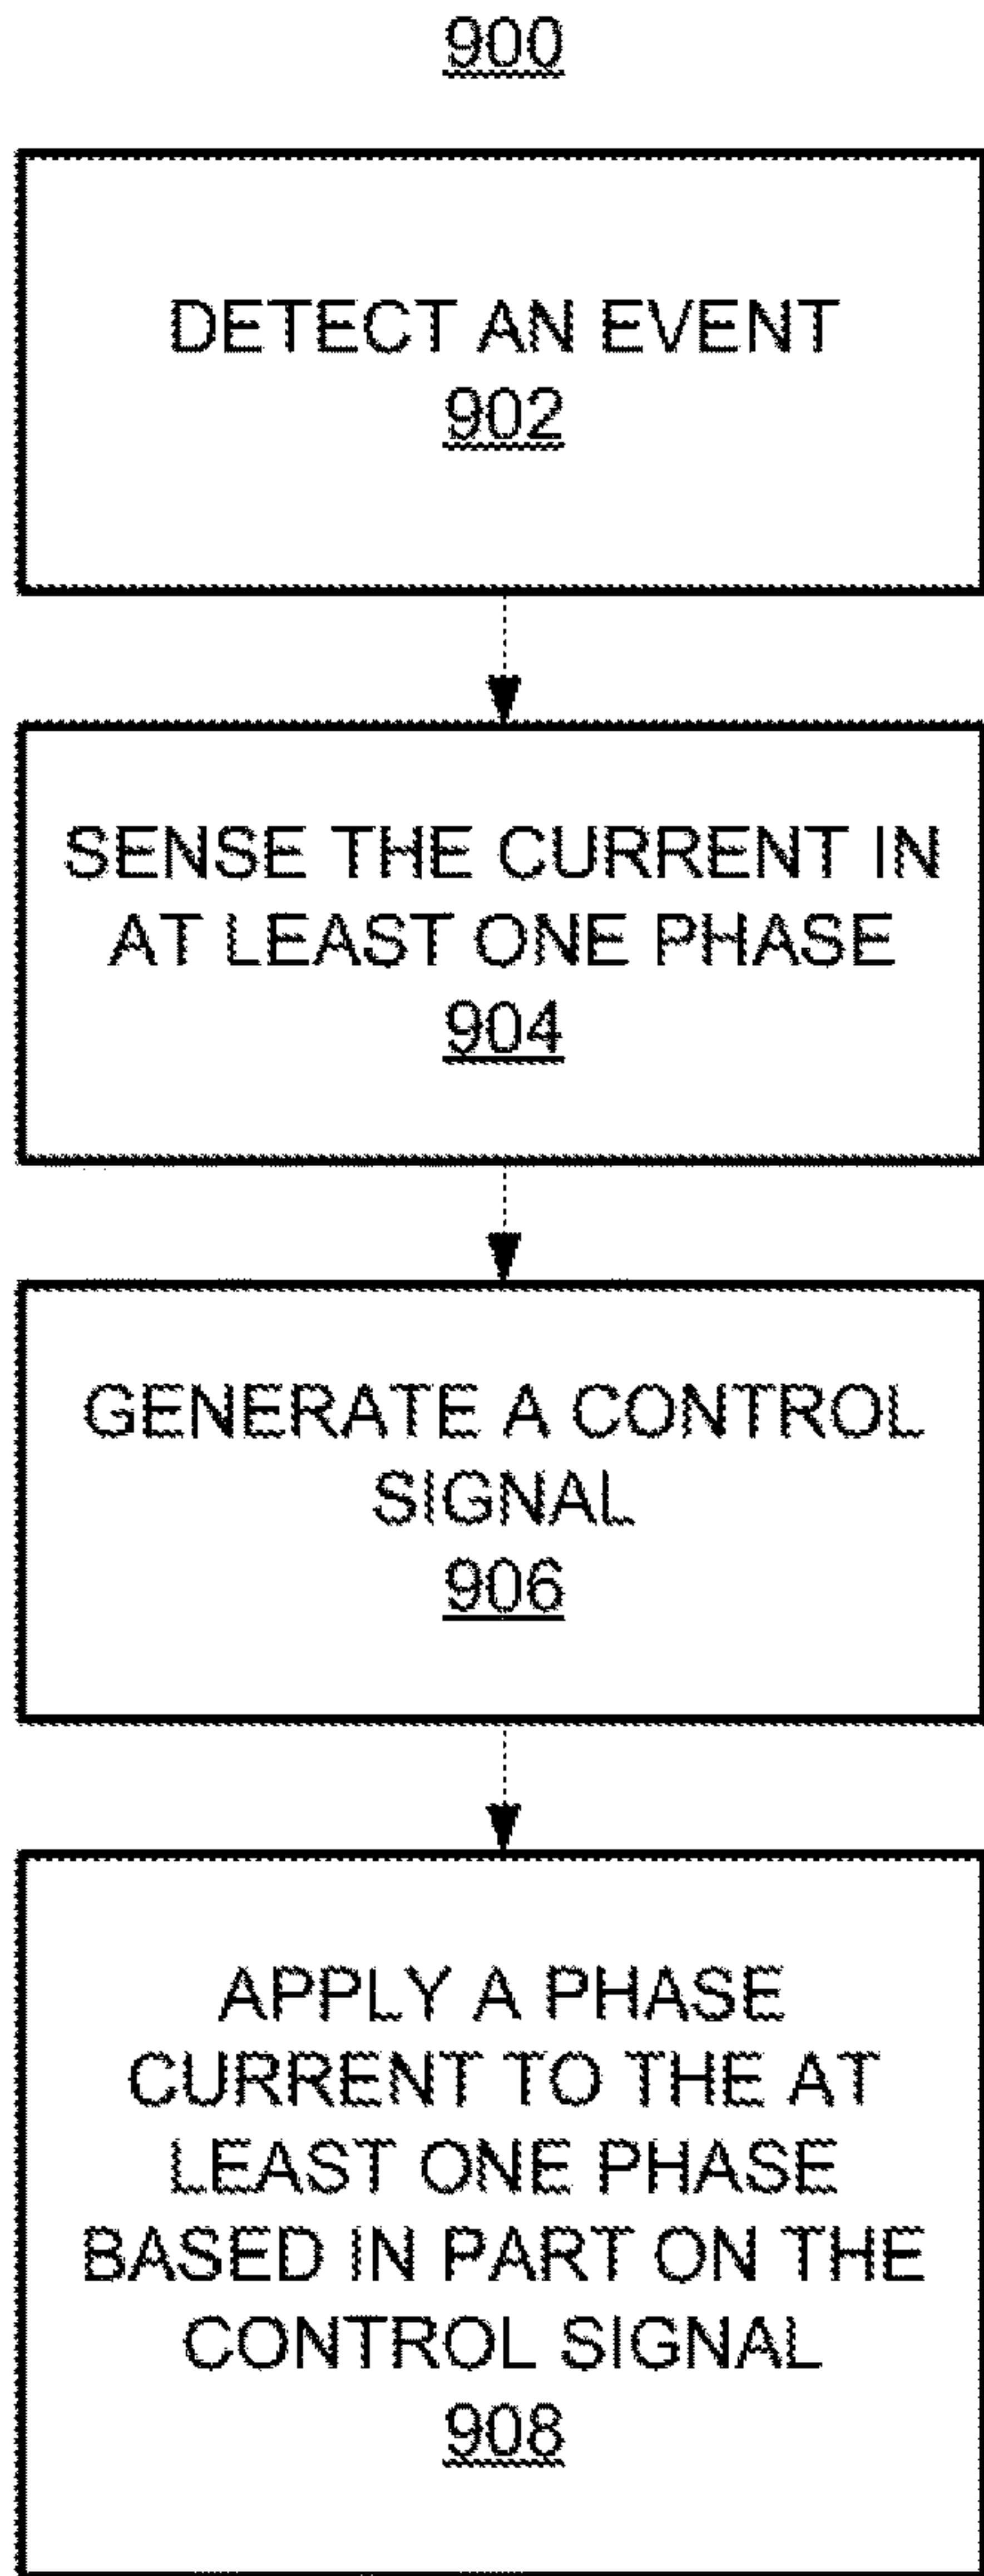 900
DETECT AN EVENT
902
SENSE THE CURRENT IN
AT LEAST ONE PHASE
904
GENERATE A CONTROL
SIGNAL
906
APPLY A PHASE
CURRENT TO THE AT
LEAST ONE PHASE
BASED IN PART ON THE
CONTROL SIGNAL
908